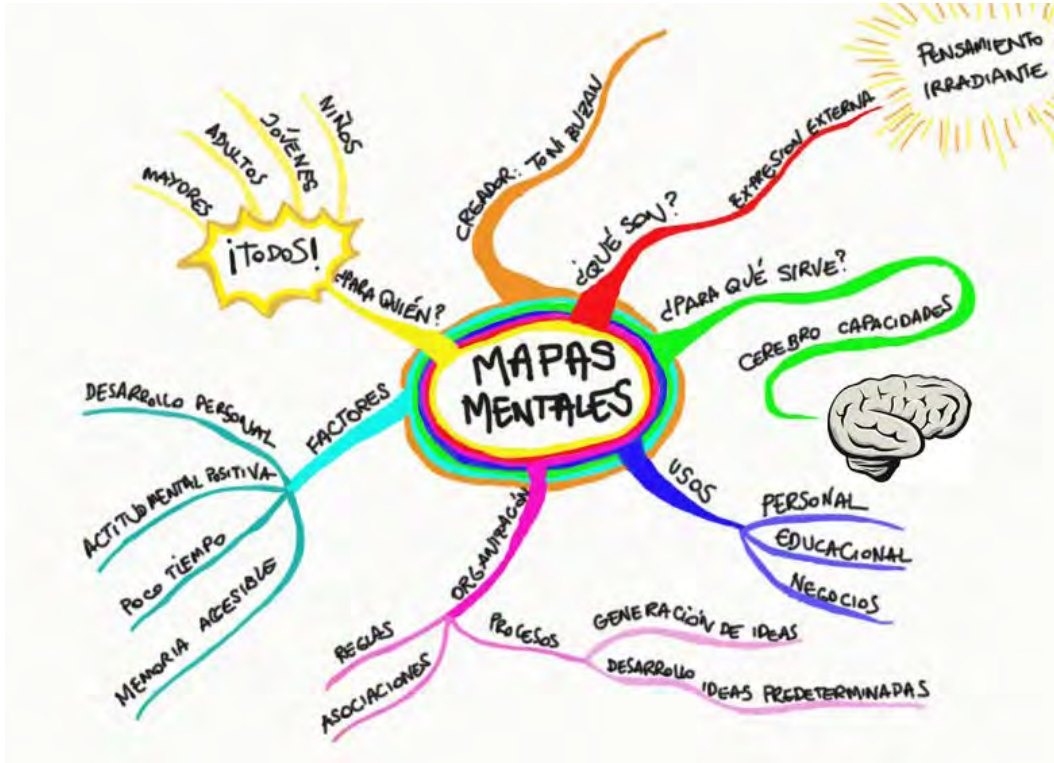 MAPAS
MENTALES
CREADOR: TONI BUZAN
¿QUÉ SON?
EXPRESION EXTERNA
PENSAMIENTO
IRRADIANTE
¿PARA QUÉ SIRVE?
CEREBRO CAPACIDADES
USOS
PERSONAL
EDUCACIONAL
NEGOCIOS
ORGANIZACIÓN
PROCESOS
GENERACIÓN DE IDEAS
DESARROLLO IDEAS PREDETERMINADAS
REGLAS
ASOCIACIONES
FACTORES
DESARROLLO PERSONAL
ACTITUD MENTAL POSITIVA
POCO TIEMPO
MEMORIA ACCESIBLE
¿PARA QUIÉN?
¡TODOS!
MAYORES
ADULTOS
JÓVENES
NIÑOS